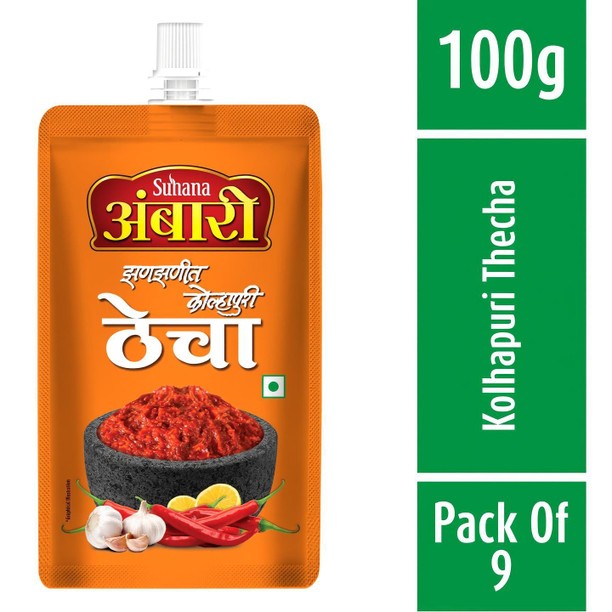 Suhana
अंबारी
झणझणीत
कोल्हापुरी
ठेचा
100g
Kolhapuri Thecha
Pack Of
9